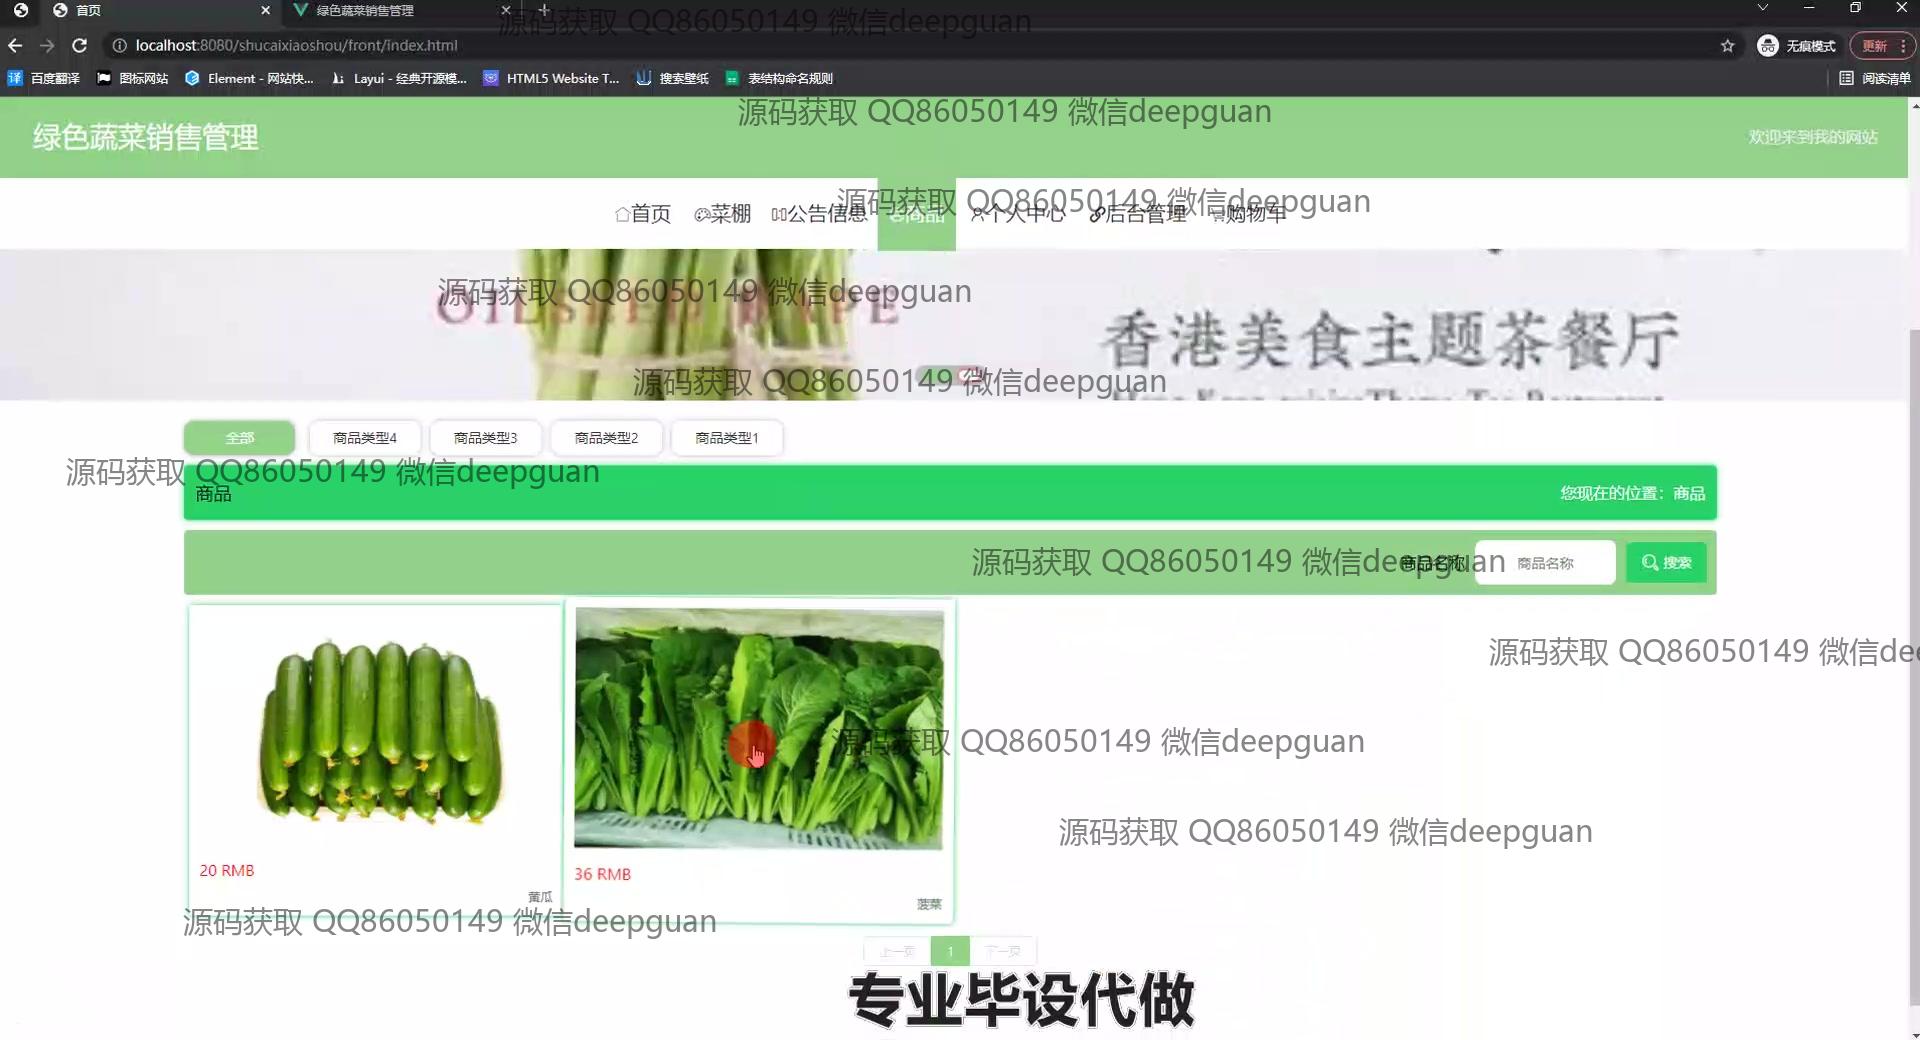 首页
绿色蔬菜销售管理
源码获取 QQ86050149 微信deepguan
localhost:8080/shucaixiaoshou/front/index.html
无痕模式
更新
百度翻译
图标网站
Element - 网站快...
Layui - 经典开源模...
HTML5 Website T...
搜索壁纸
表结构命名规则
阅读清单
源码获取 QQ86050149 微信deepguan
绿色蔬菜销售管理
欢迎来到我的网站
源码获取 QQ86050149 微信deepguan
首页
菜棚
公告信息
商品
个人中心
后台管理
购物车
源码获取 QQ86050149 微信deepguan
OILSEED RAPE
香港美食主题茶餐厅
源码获取 QQ86050149 微信deepguan
全部
商品类型4
商品类型3
商品类型2
商品类型1
源码获取 QQ86050149 微信deepguan
商品
您现在的位置：商品
源码获取 QQ86050149 微信deepguan
商品名称
商品名称
搜索
源码获取 QQ86050149 微信dee
源码获取 QQ86050149 微信deepguan
源码获取 QQ86050149 微信deepguan
20 RMB
黄瓜
36 RMB
菠菜
源码获取 QQ86050149 微信deepguan
上一页
1
下一页
专业毕设代做